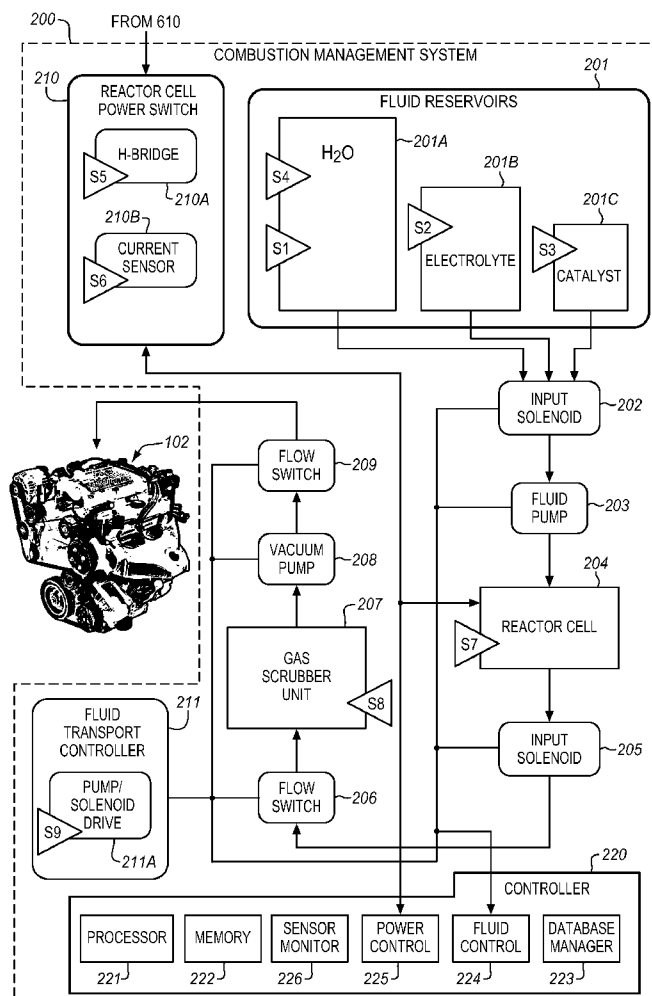 FROM 610
200
COMBUSTION MANAGEMENT SYSTEM
210
REACTOR CELL
POWER SWITCH
H-BRIDGE
S5
210A
210B
CURRENT
SENSOR
S6
201
FLUID RESERVOIRS
201A
H2O
S4
S1
201B
S2
ELECTROLYTE
201C
S3
CATALYST
INPUT
SOLENOID
202
102
FLOW
SWITCH
209
FLUID
PUMP
203
VACUUM
PUMP
208
204
REACTOR CELL
S7
207
GAS
SCRUBBER
UNIT
S8
211
FLUID
TRANSPORT
CONTROLLER
PUMP/
SOLENOID
DRIVE
S9
211A
INPUT
SOLENOID
205
FLOW
SWITCH
206
220
CONTROLLER
PROCESSOR
221
MEMORY
222
SENSOR
MONITOR
226
POWER
CONTROL
225
FLUID
CONTROL
224
DATABASE
MANAGER
223